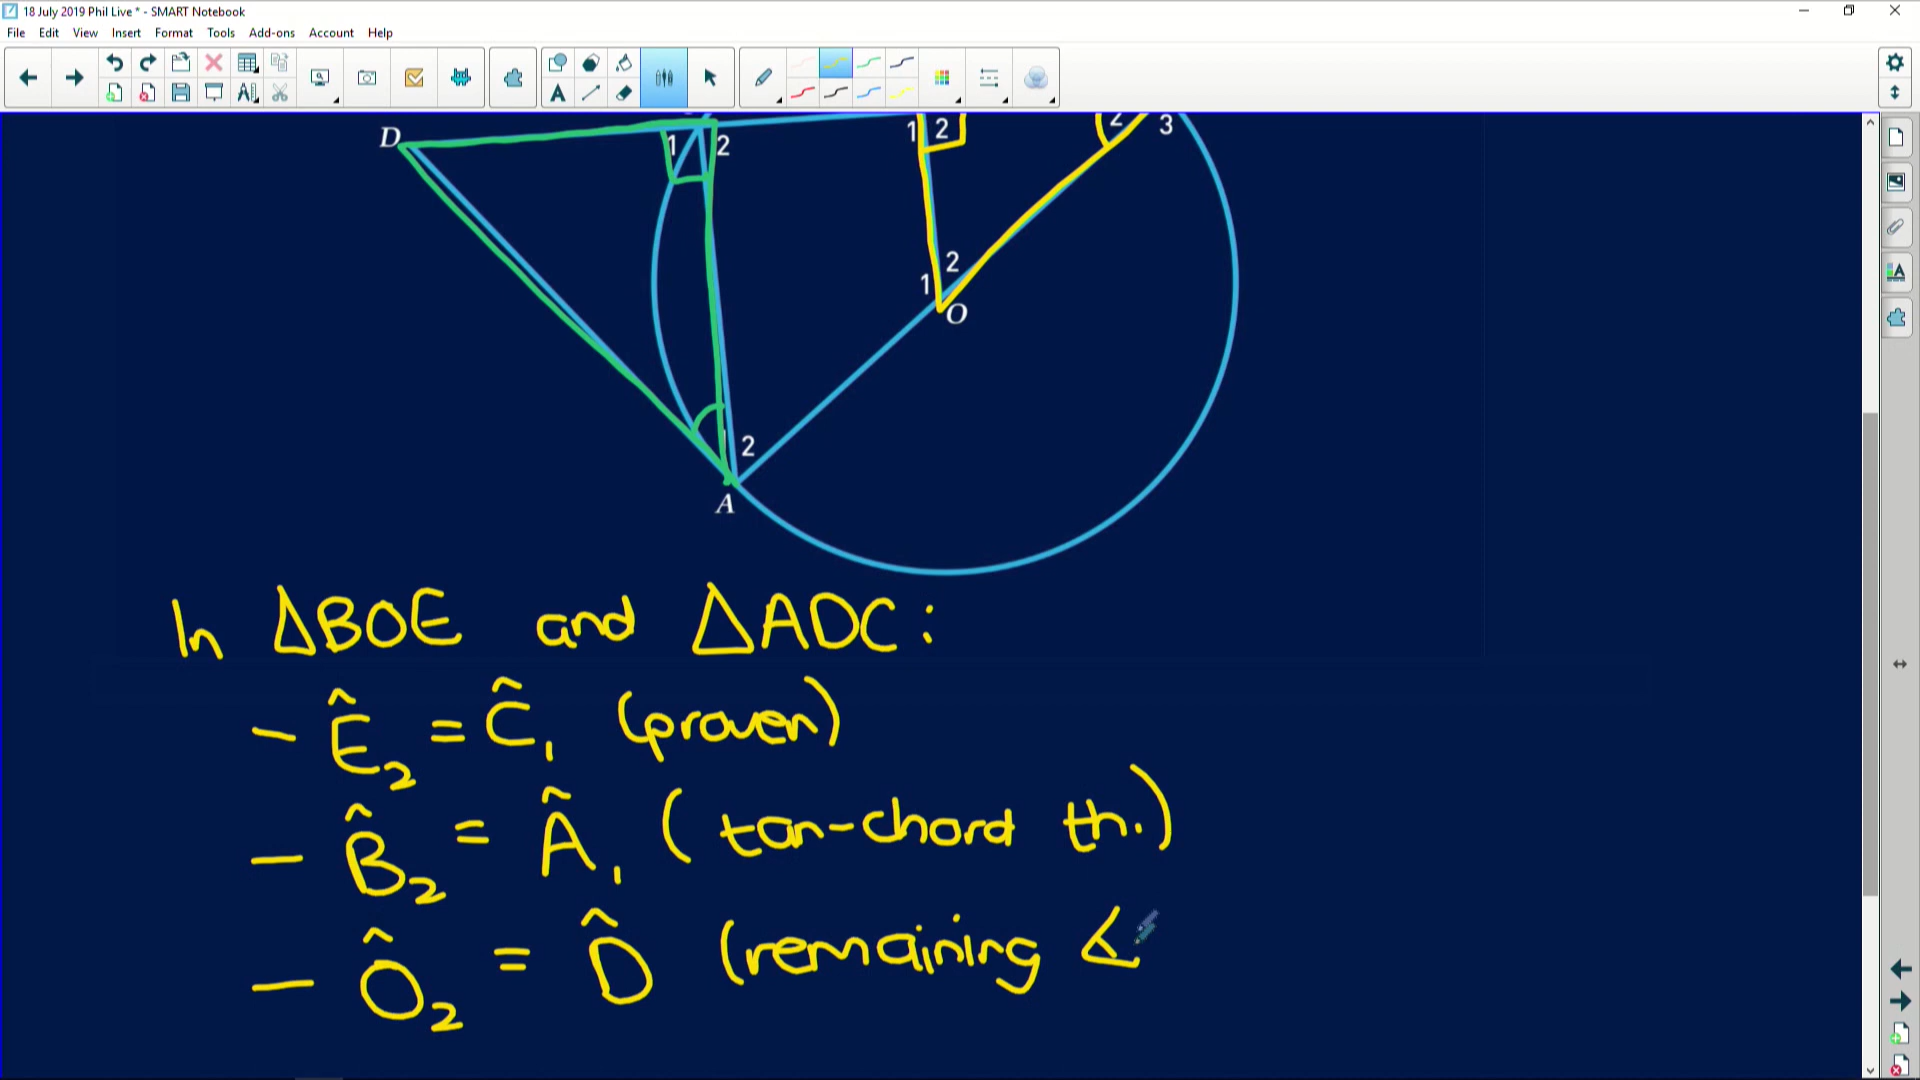 18 July 2019 Phil Live * - SMART Notebook
File Edit View Insert Format Tools Add-ons Account Help
D 1 2 1 2 2 3
2
1
O
2
A
In ΔBOE and ΔADC:
- Ê₂ = Ĉ₁ (proven)
- B̂₂ = Â₁ (tan-chord th.)
- Ô₂ = D̂ (remaining ∠